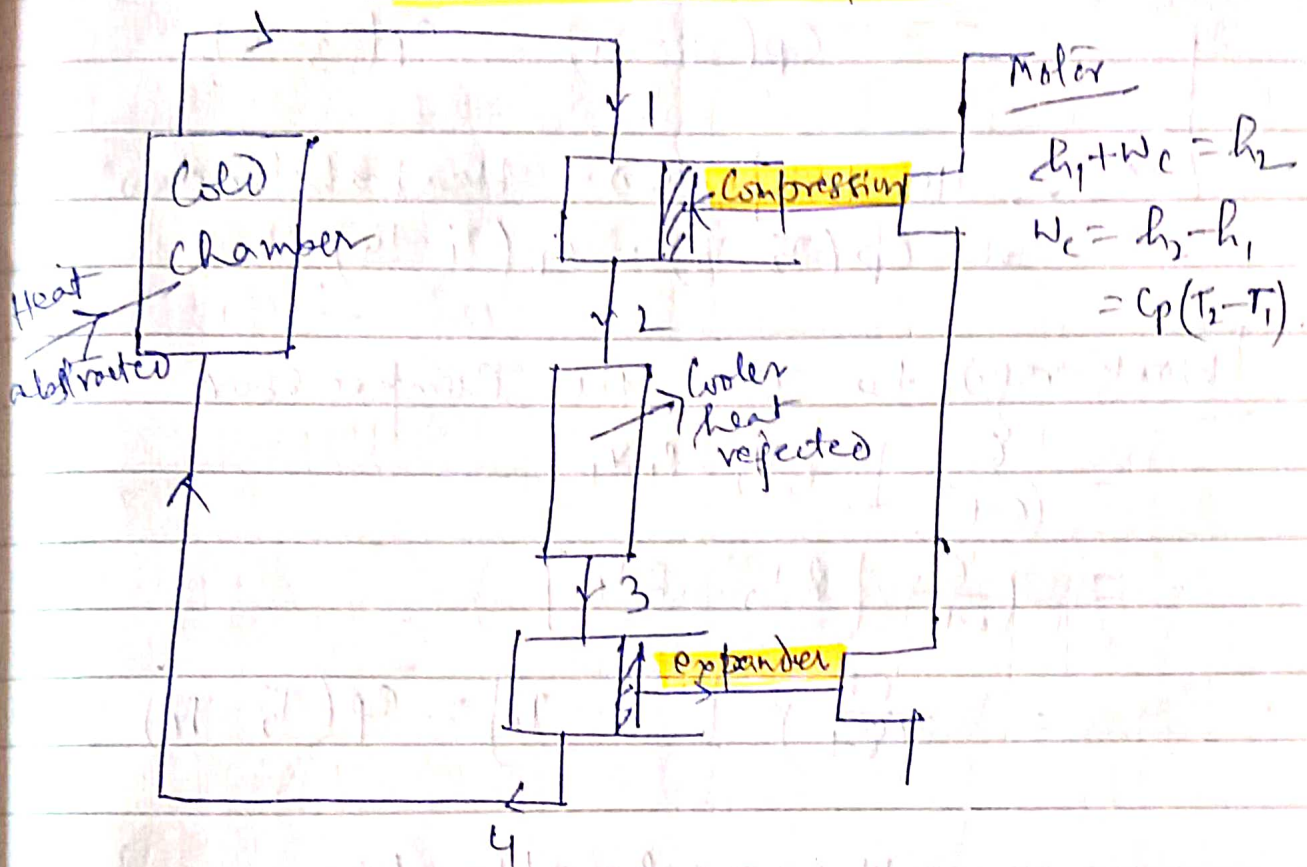 Motor
1
h₁+Wc = h₂
Cold
chamber
Compression
Wc = h₂-h₁
= Cp(T₂-T₁)
Heat
abstracted
2
Cooler
heat
rejected
3
expander
4